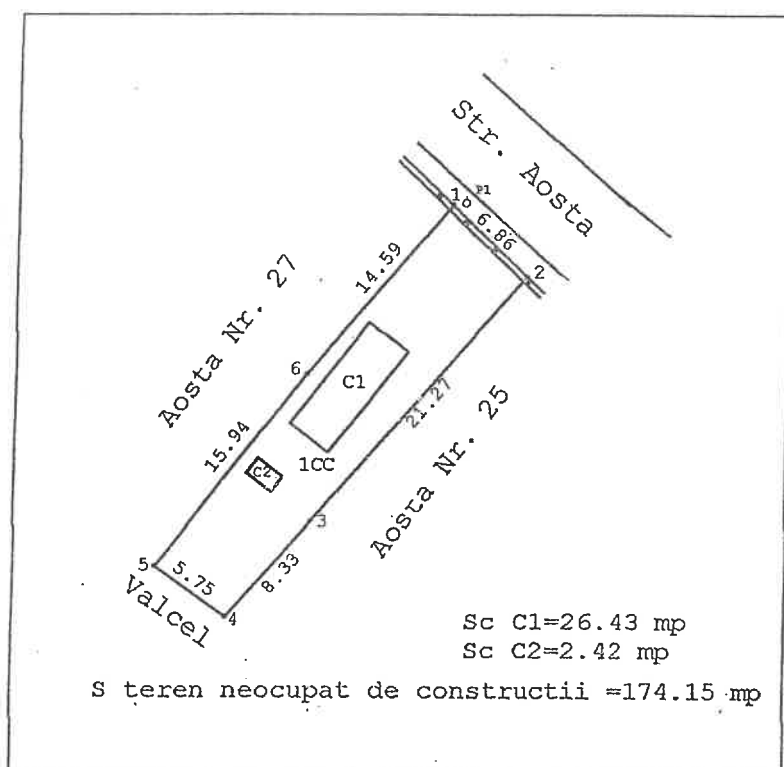 Str. Aosta
P1
1
6.86
2
14.59
Aosta Nr. 27
6
C1
21.27
Aosta Nr. 25
15.94
1CC
C2
3
5
5.75
8.33
Valcel
4
Sc C1=26.43 mp
Sc C2=2.42 mp
S teren neocupat de constructii =174.15 mp